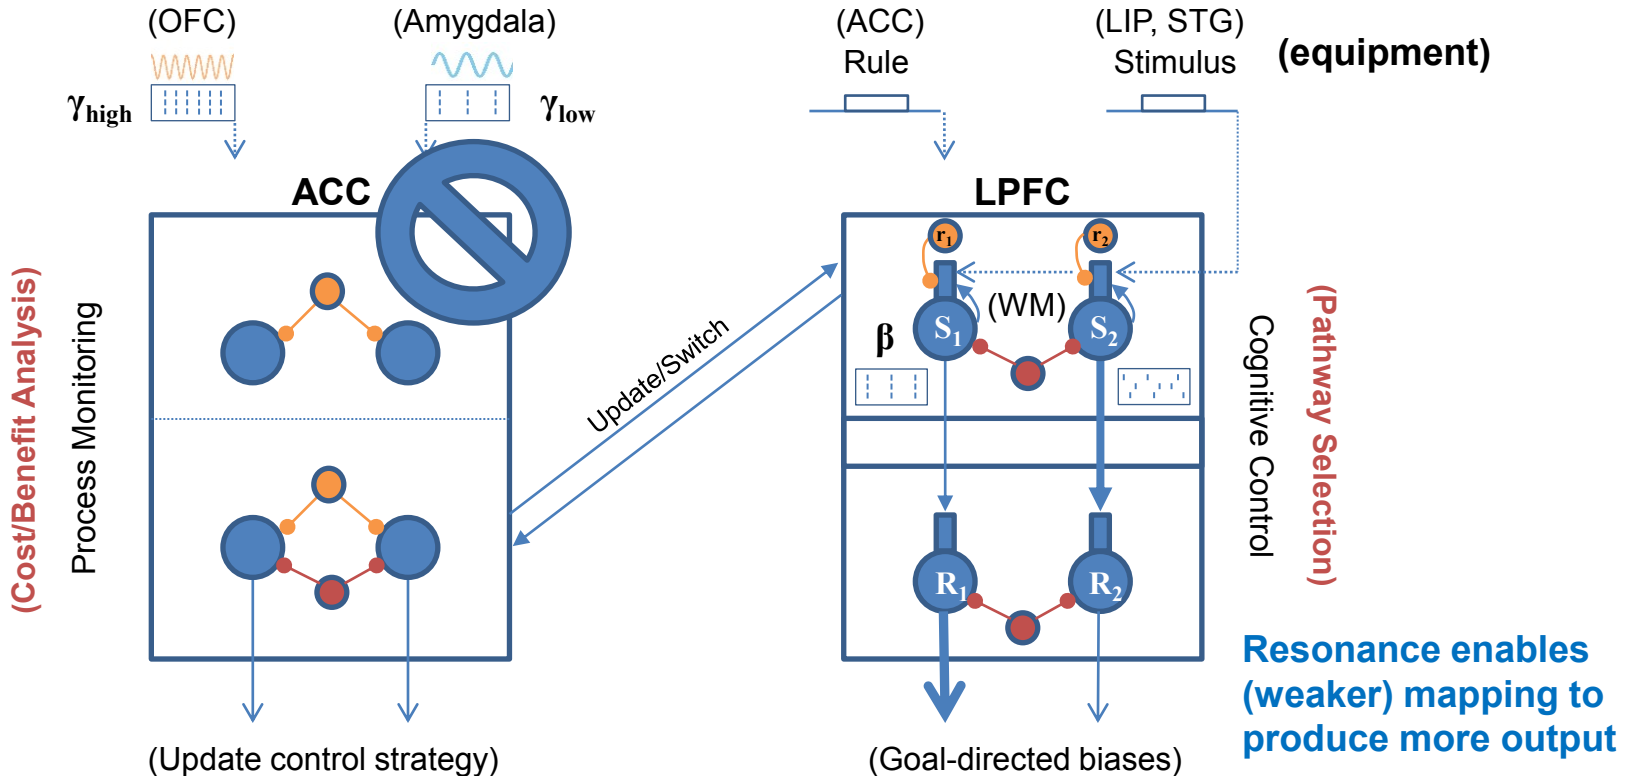 (OFC)
(Amygdala)
(ACC)
Rule
(LIP, STG)
Stimulus
(equipment)
γhigh
γlow
ACC
LPFC
r1
r2
(WM)
S1
S2
β
(Cost/Benefit Analysis)
Process Monitoring
Update/Switch
Cognitive Control
(Pathway Selection)
R1
R2
Resonance enables
(weaker) mapping to
produce more output
(Update control strategy)
(Goal-directed biases)